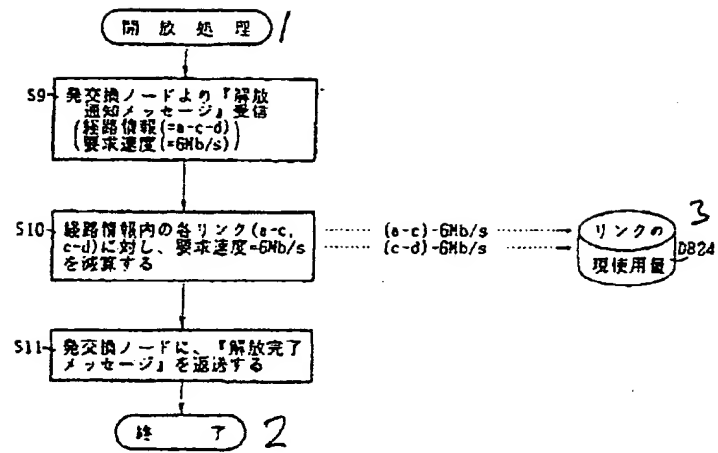 開放処理 1
S9 発交換ノードより『解放
通知メッセージ』受信
(経路情報(=a-c-d)
要求速度(=6Mb/s))
S10 経路情報内の各リンク(a-c,
c-d)に対し、要求速度=6Mb/s
を減算する
(a-c)-6Mb/s
(c-d)-6Mb/s
3
リンクの
現使用量 DB24
S11 発交換ノードに、『解放完了
メッセージ』を返送する
終了 2